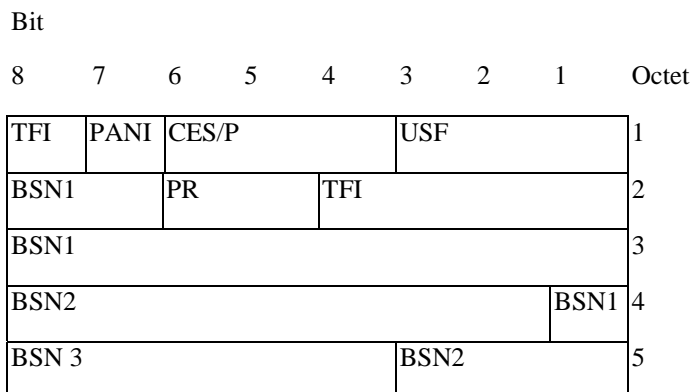 Bit
8 7 6 5 4 3 2 1 Octet
TFI PANI CES/P USF 1
BSN1 PR TFI 2
BSN1 3
BSN2 BSN1 4
BSN 3 BSN2 5